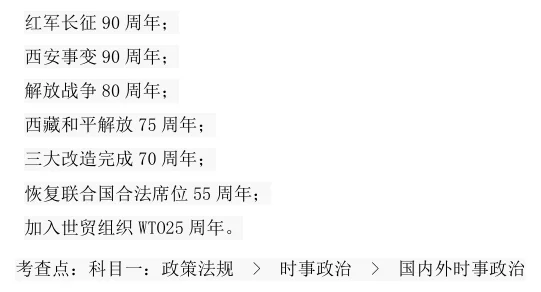 红军长征 90 周年；
西安事变 90 周年；
解放战争 80 周年；
西藏和平解放 75 周年；
三大改造完成 70 周年；
恢复联合国合法席位 55 周年；
加入世贸组织 WTO25 周年。
考查点：科目一：政策法规 > 时事政治 > 国内外时事政治